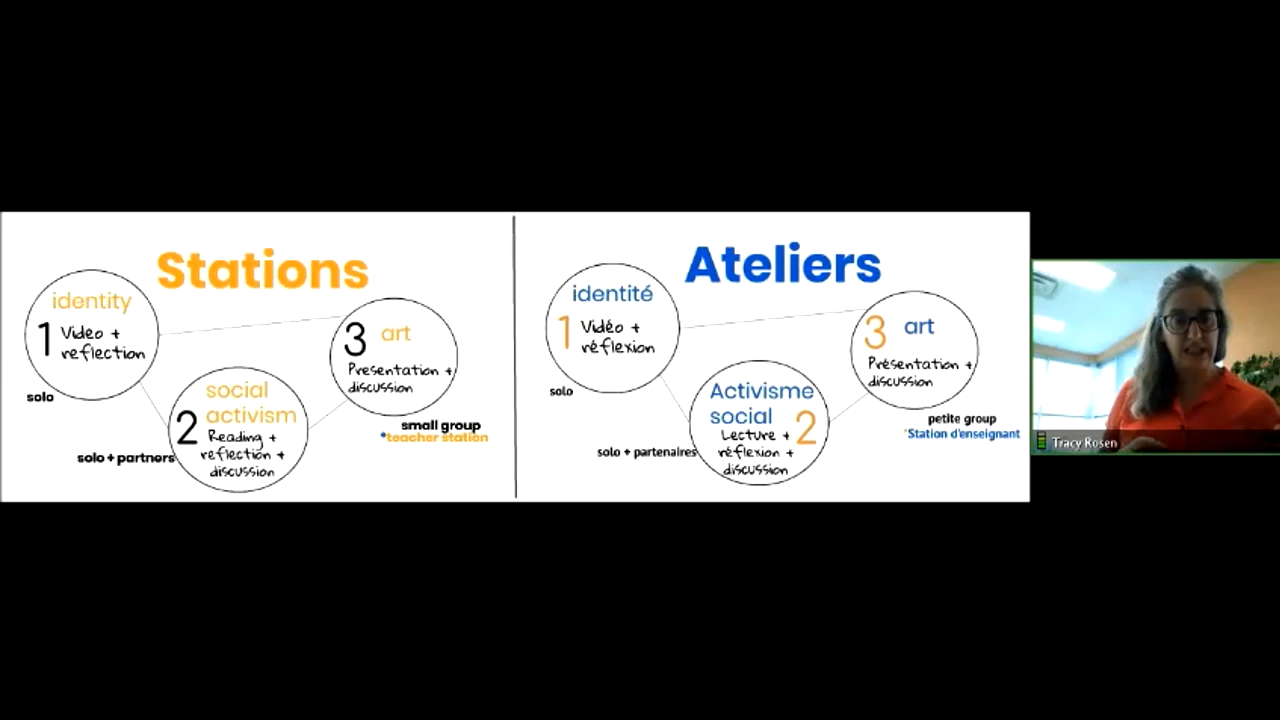 Stations
identity
1 Video +
reflection
solo
social
activism
2 Reading +
reflection +
discussion
solo + partners
3 art
Presentation +
discussion
small group
*teacher station
Ateliers
identité
1 Vidéo +
réflexion
solo
Activisme
social 2
Lecture +
réflexion +
discussion
solo + partenaires
3 art
Présentation +
discussion
petite group
*Station d'enseignant
Tracy Rosen